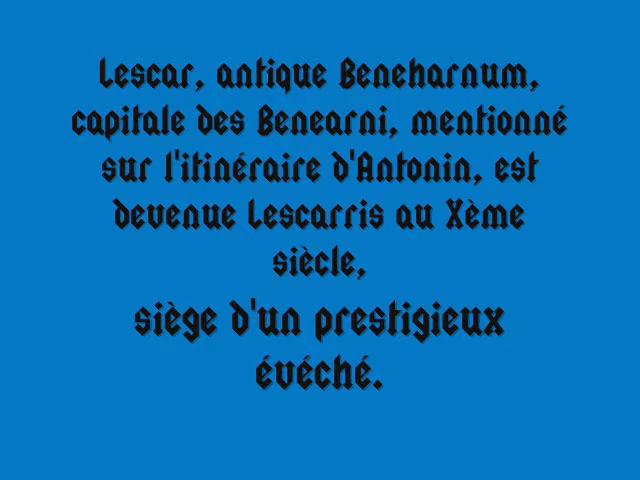 Lescar, antique Beneharnum,
capitale des Benearni, mentionné
sur l'itinéraire d'Antonin, est
devenue Lescarris au Xème
siècle,
siège d'un prestigieux
évéché.